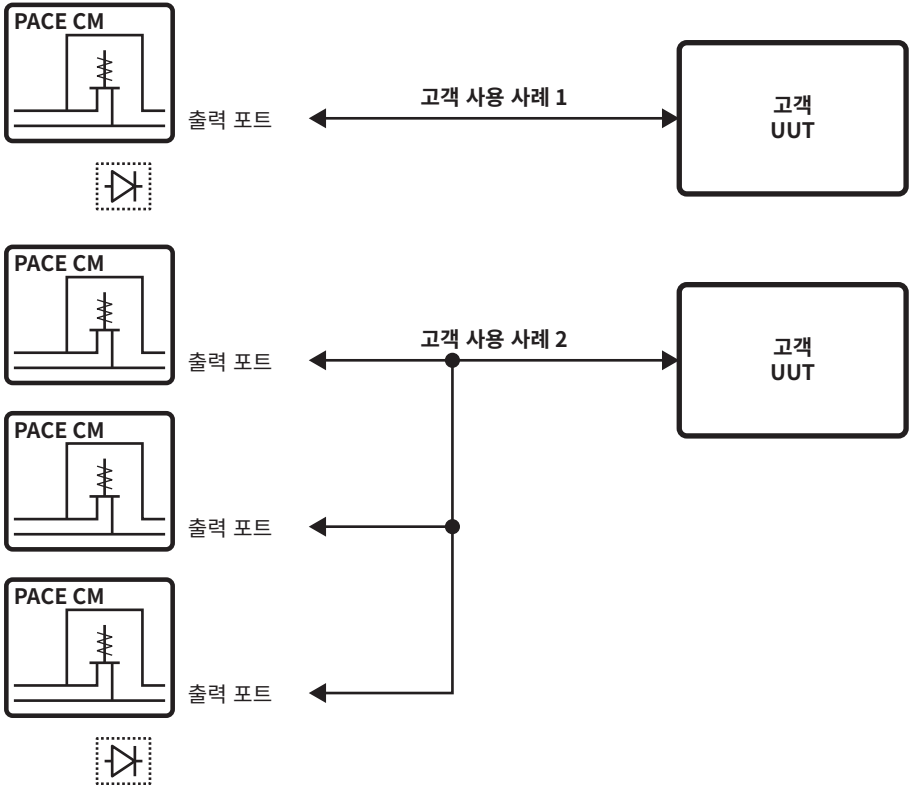 PACE CM
고객 사용 사례 1
출력 포트
고객
UUT
PACE CM
고객 사용 사례 2
출력 포트
고객
UUT
PACE CM
출력 포트
PACE CM
출력 포트